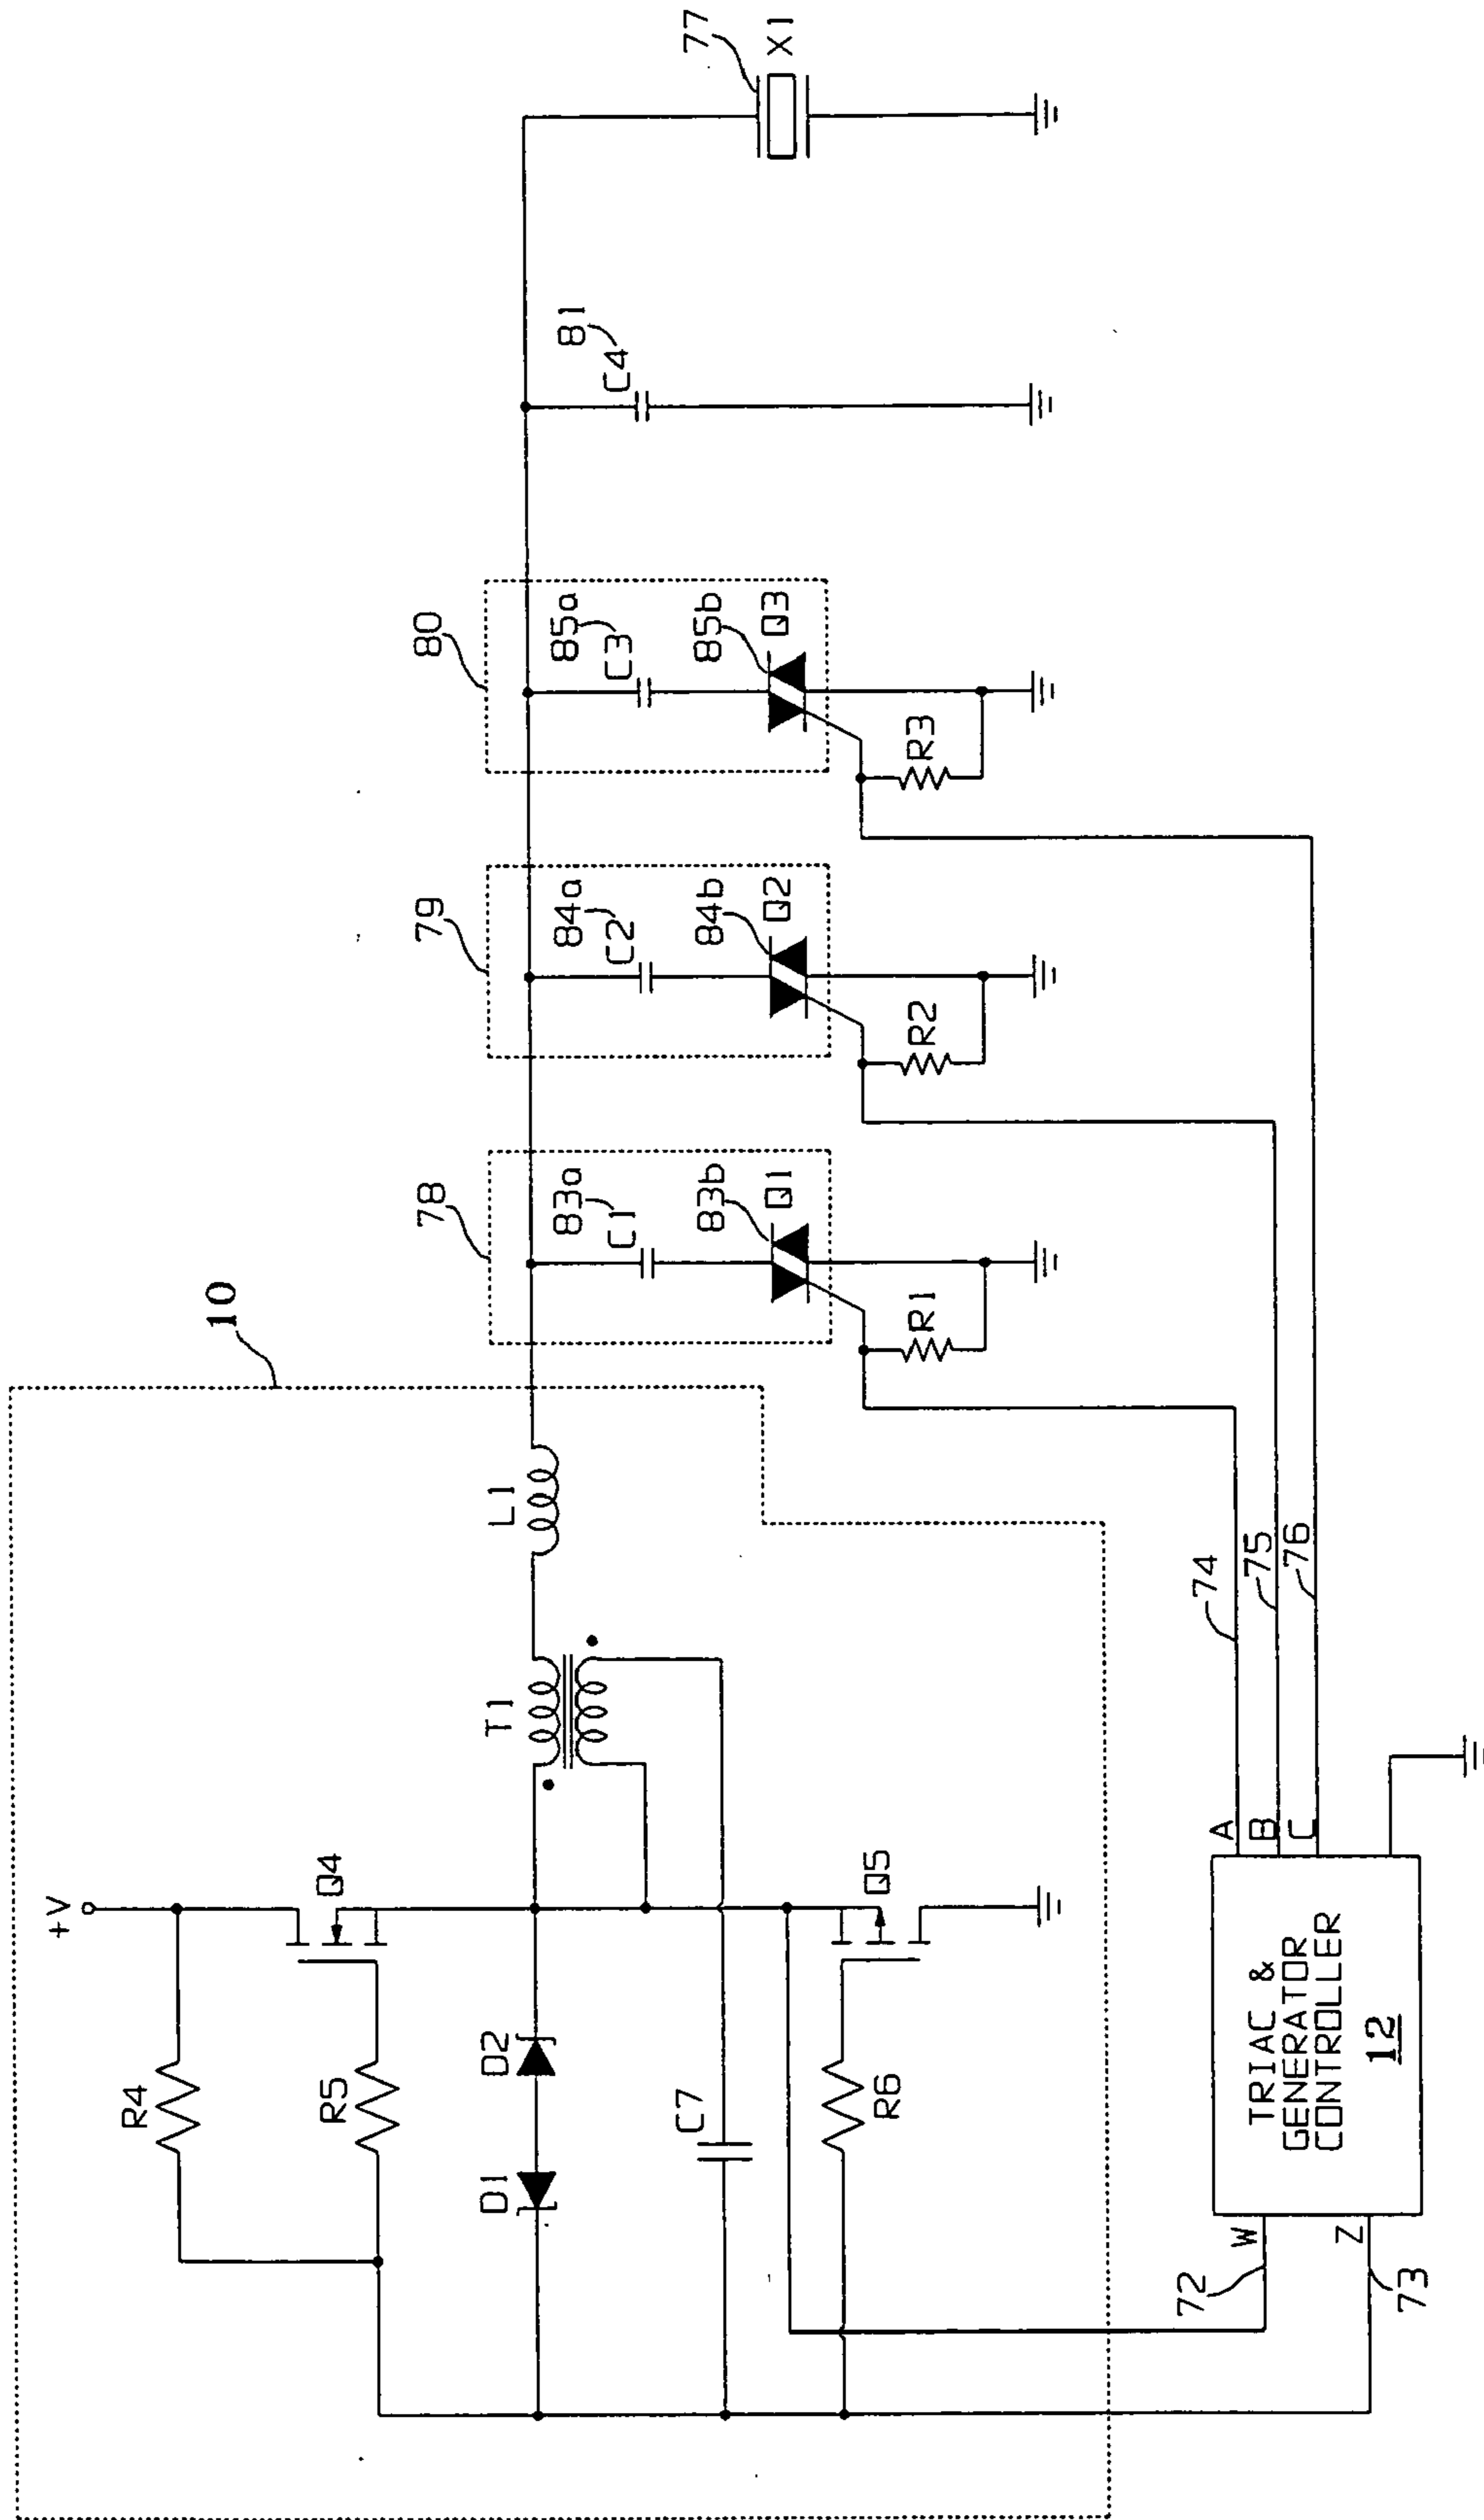 10
+V
R4
Q4
R5
D1
D2
T1
L1
C7
R6
Q5
78
83a
C1
83b
Q1
R1
79
84a
C2
84b
Q2
R2
80
85a
C3
85b
Q3
R3
81
C4
77
X1
72
W
Z
73
TRIAC &
GENERATOR
CONTROLLER
12
A
B
C
74
75
76